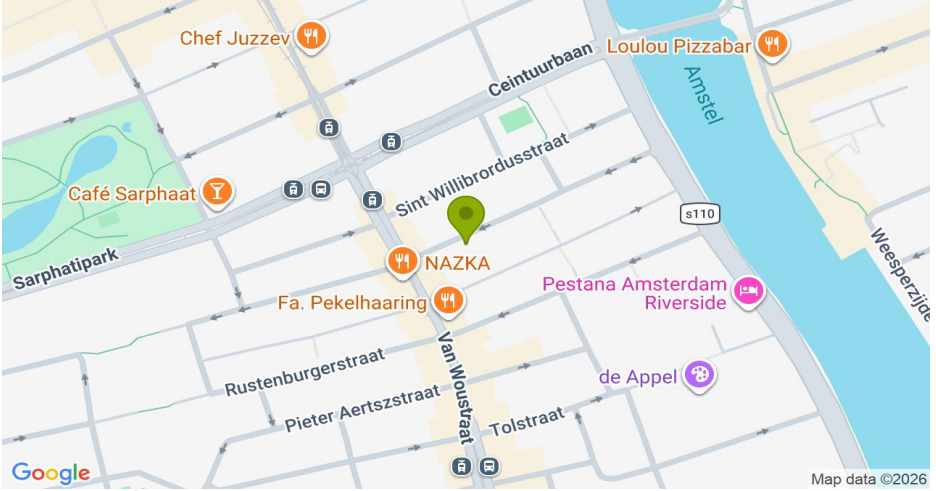 Chef Juzzev
Loulou Pizzabar
Ceintuurbaan
Amstel
Café Sarphaat
Sint Willibrordusstraat
s110
Sarphatipark
NAZKA
Weesperzijde
Pestana Amsterdam
Riverside
Fa. Pekelhaaring
Van Woustraat
Rustenburgerstraat
de Appel
Pieter Aertszstraat
Tolstraat
Google
Map data ©2026